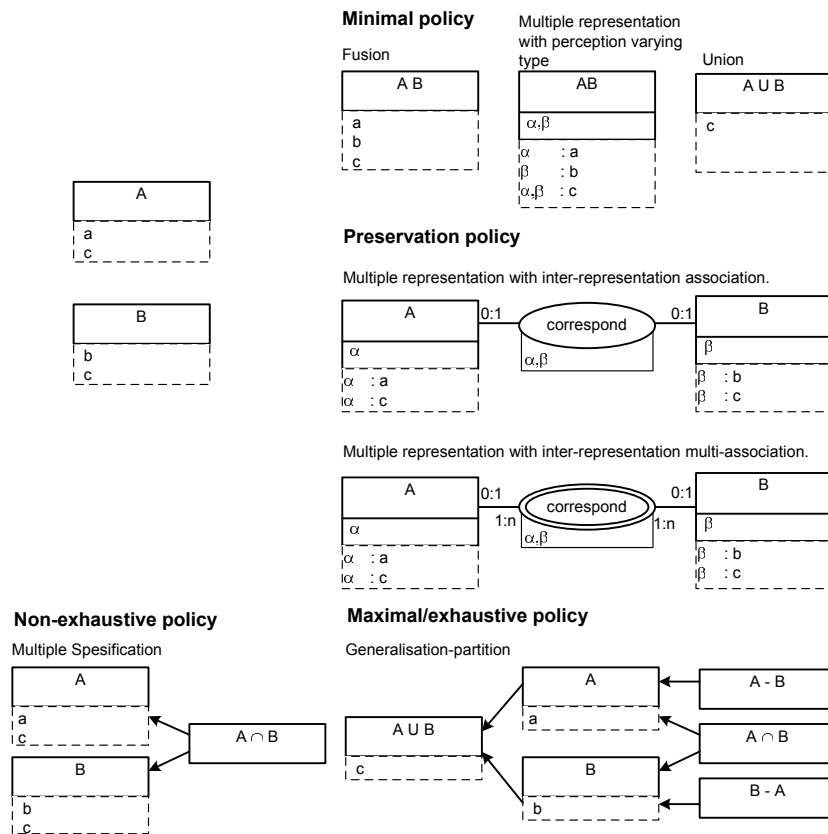 Minimal policy
Fusion
A B
a
b
c
Multiple representation
with perception varying
type
AB
α,β
α : a
β : b
α,β : c
Union
A U B
c
A
a
c
B
b
c
Preservation policy
Multiple representation with inter-representation association.
A
α
α : a
α : c
0:1
correspond
α,β
0:1
B
β
β : b
β : c
Multiple representation with inter-representation multi-association.
A
α
α : a
α : c
0:1
1:n
correspond
α,β
0:1
1:n
B
β
β : b
β : c
Non-exhaustive policy
Multiple Spesification
A
a
c
B
b
c
A ∩ B
Maximal/exhaustive policy
Generalisation-partition
A U B
c
A
a
B
b
A - B
A ∩ B
B - A